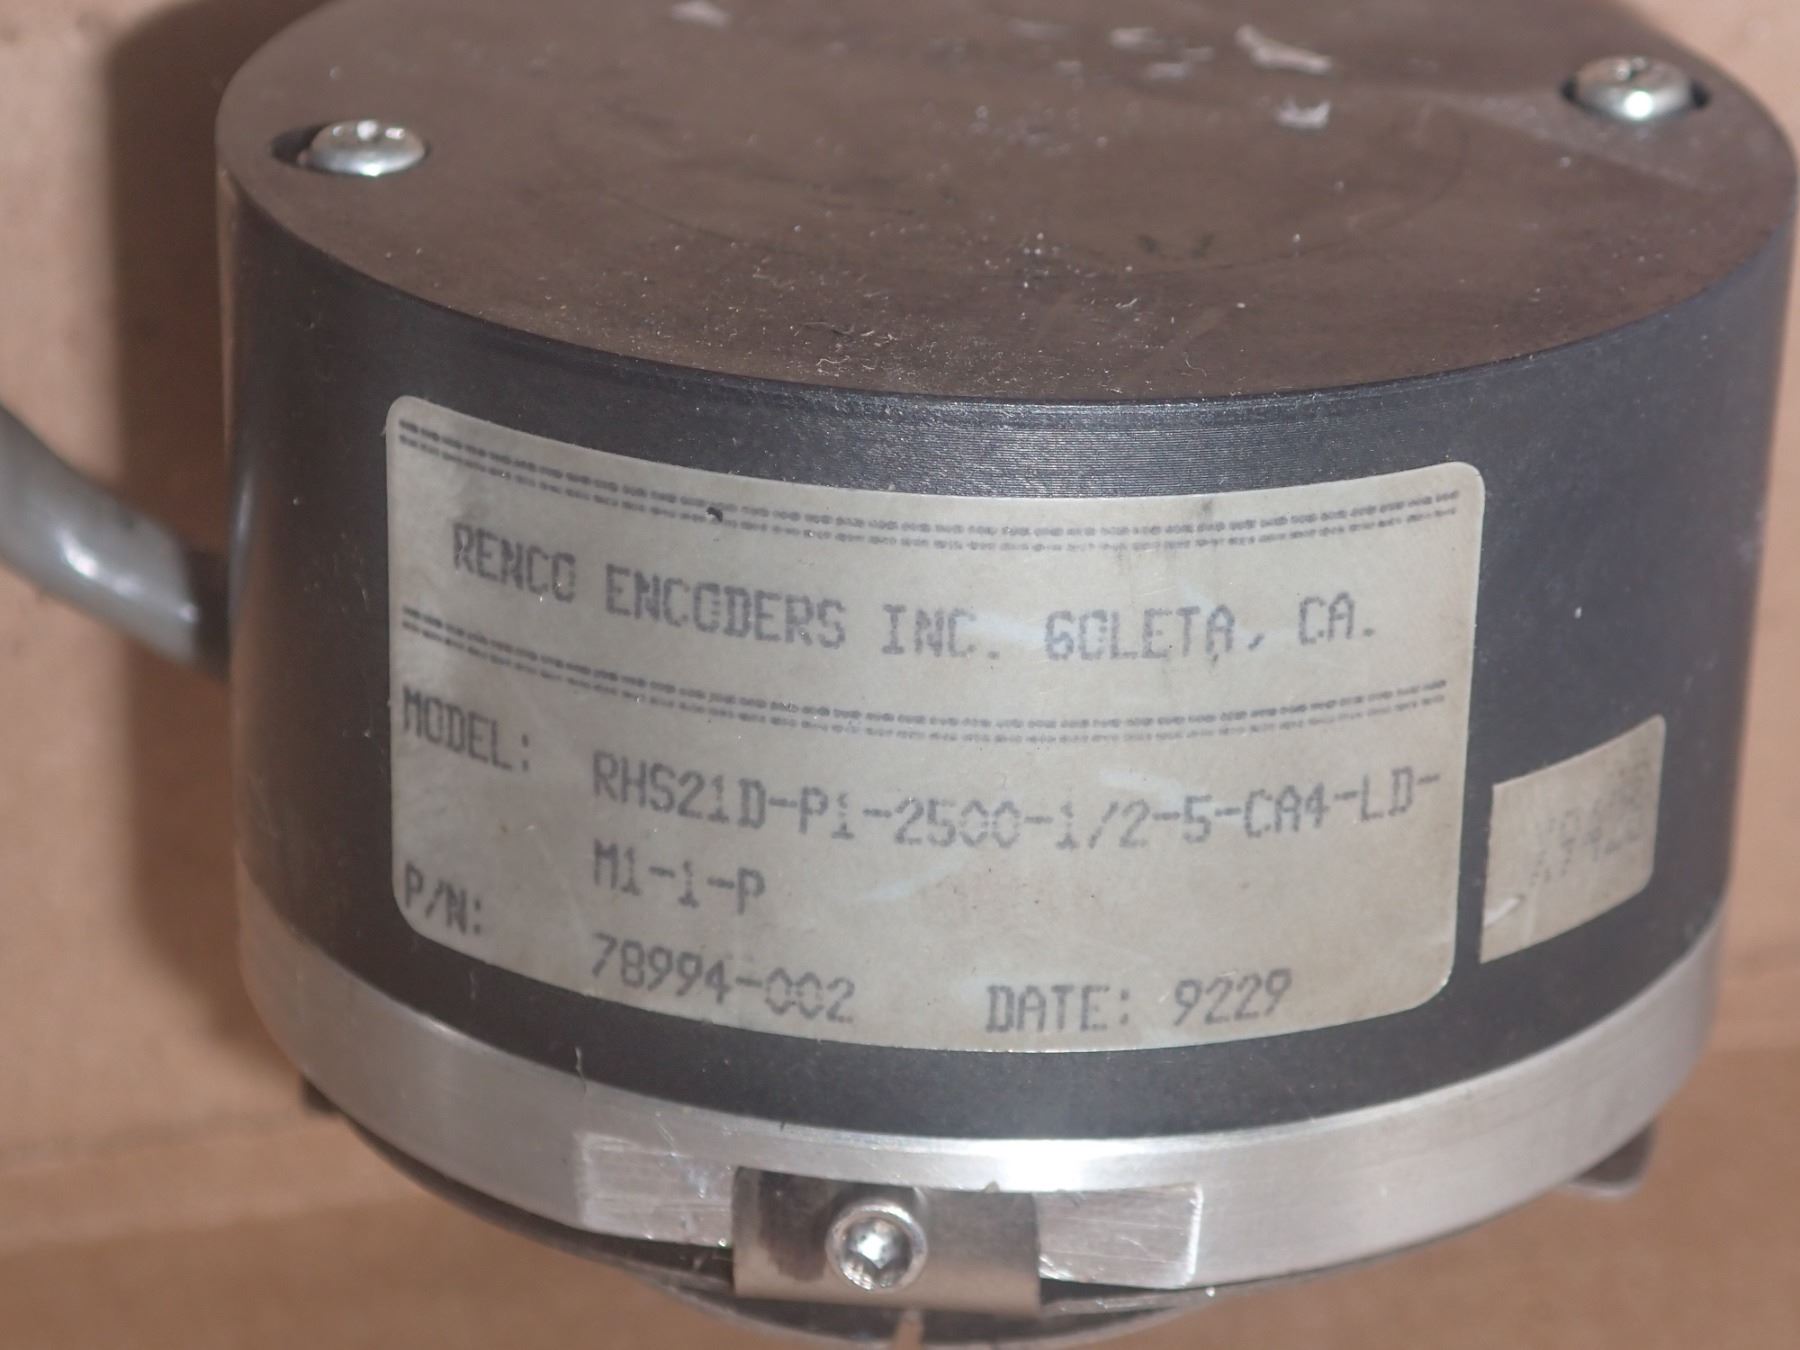 RENCO ENCODERS INC. GOLETA, CA.
MODEL: RHS21D-P1-2500-1/2-5-CA4-LD-
M1-1-P
P/N: 78994-002 DATE: 9229